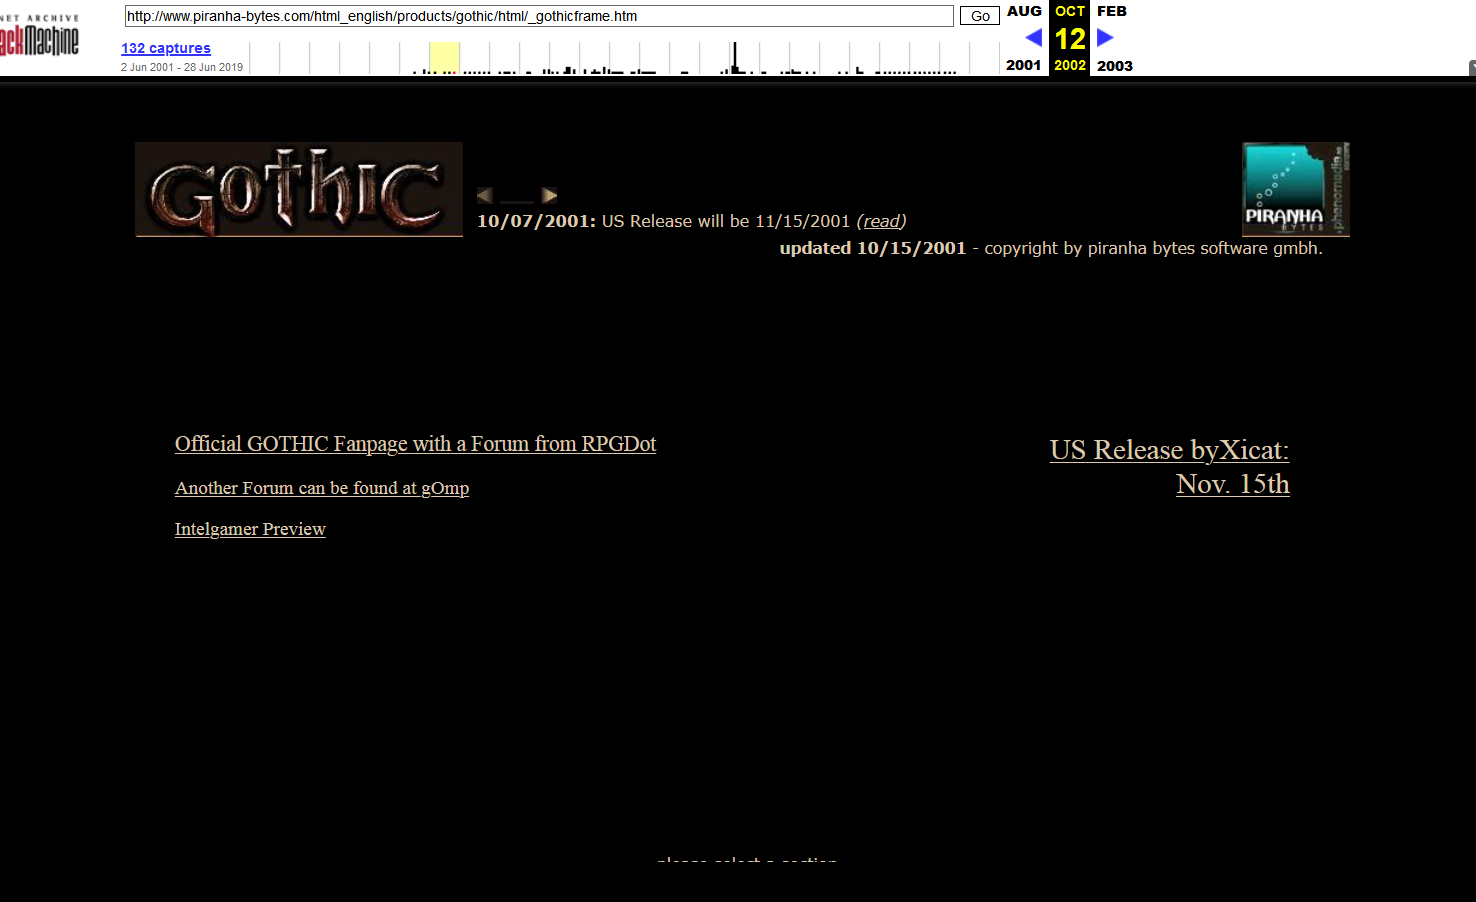 NET ARCHIVE
ackMachine
http://www.piranha-bytes.com/html_english/products/gothic/html/_gothicframe.htm
Go
AUG OCT FEB
132 captures
12
2 Jun 2001 - 28 Jun 2019
2001 2002 2003
GOTHIC
10/07/2001: US Release will be 11/15/2001 (read)
PIRANHA
BYTES
phenomedia
updated 10/15/2001 - copyright by piranha bytes software gmbh.
Official GOTHIC Fanpage with a Forum from RPGDot
Another Forum can be found at gOmp
Intelgamer Preview
US Release byXicat:
Nov. 15th
please select a section